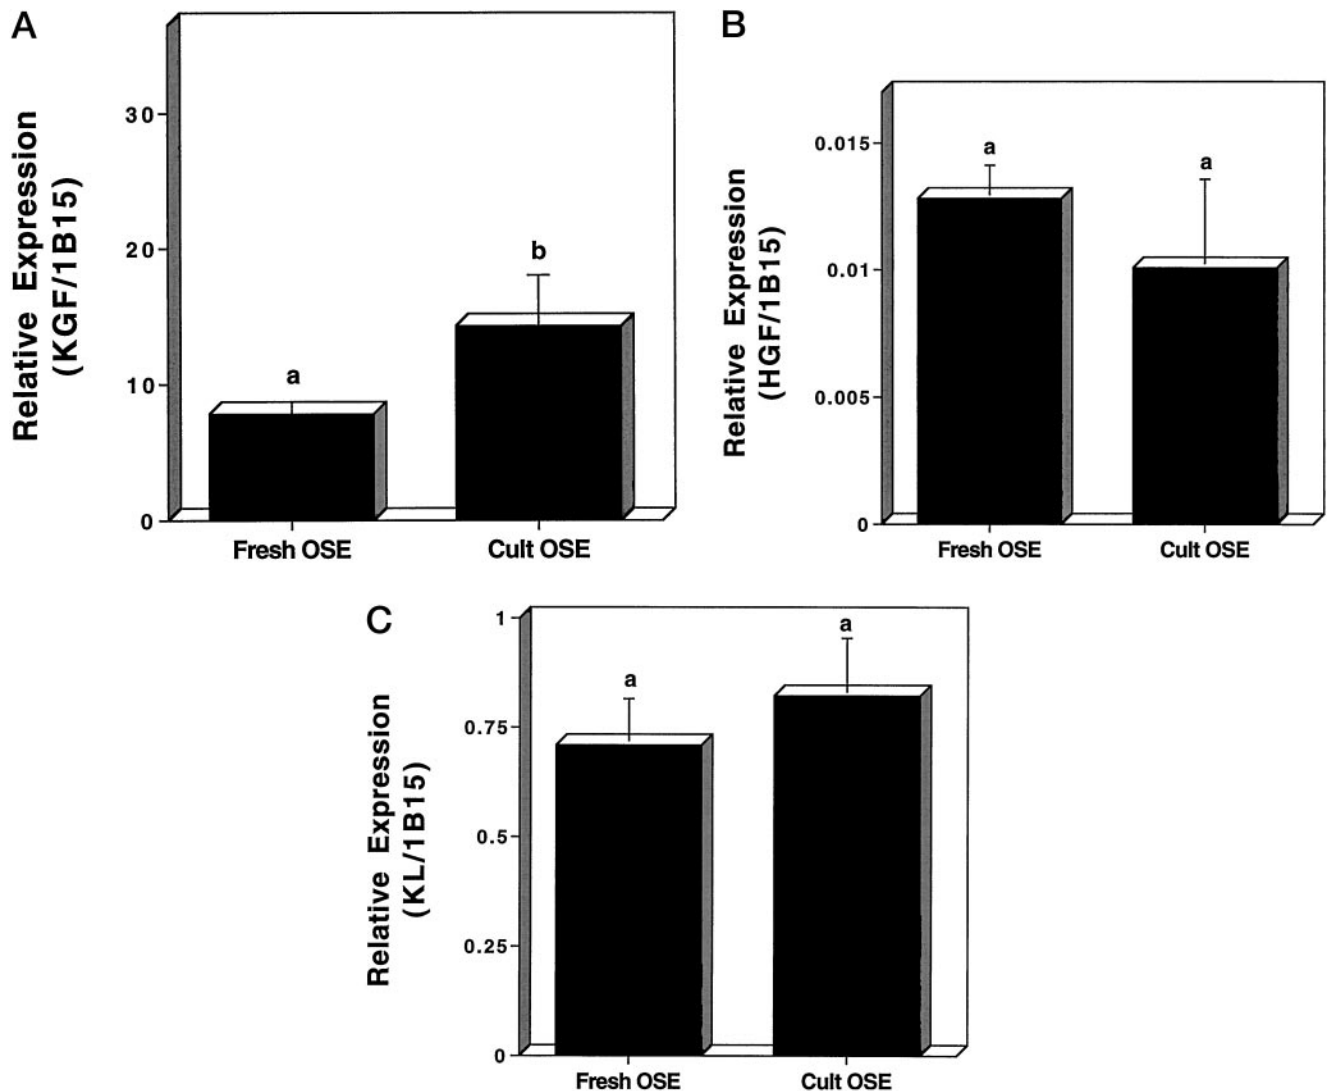 A
Relative Expression
(KGF/1B15)
30
20
10
0
a
b
Fresh OSE
Cult OSE
B
Relative Expression
(HGF/1B15)
0.015
0.01
0.005
0
a
a
Fresh OSE
Cult OSE
C
Relative Expression
(KL/1B15)
1
0.75
0.5
0.25
0
a
a
Fresh OSE
Cult OSE